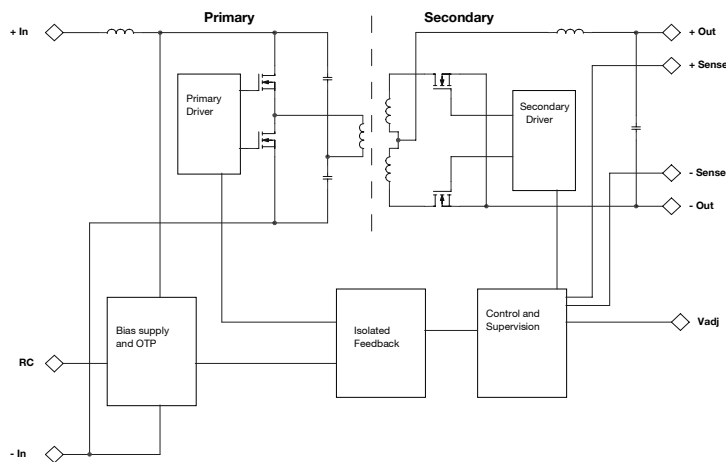 Primary
Secondary
+ In
+ Out
+ Sense
Primary
Driver
Secondary
Driver
- Sense
- Out
Bias supply
and OTP
Isolated
Feedback
Control and
Supervision
Vadj
RC
- In